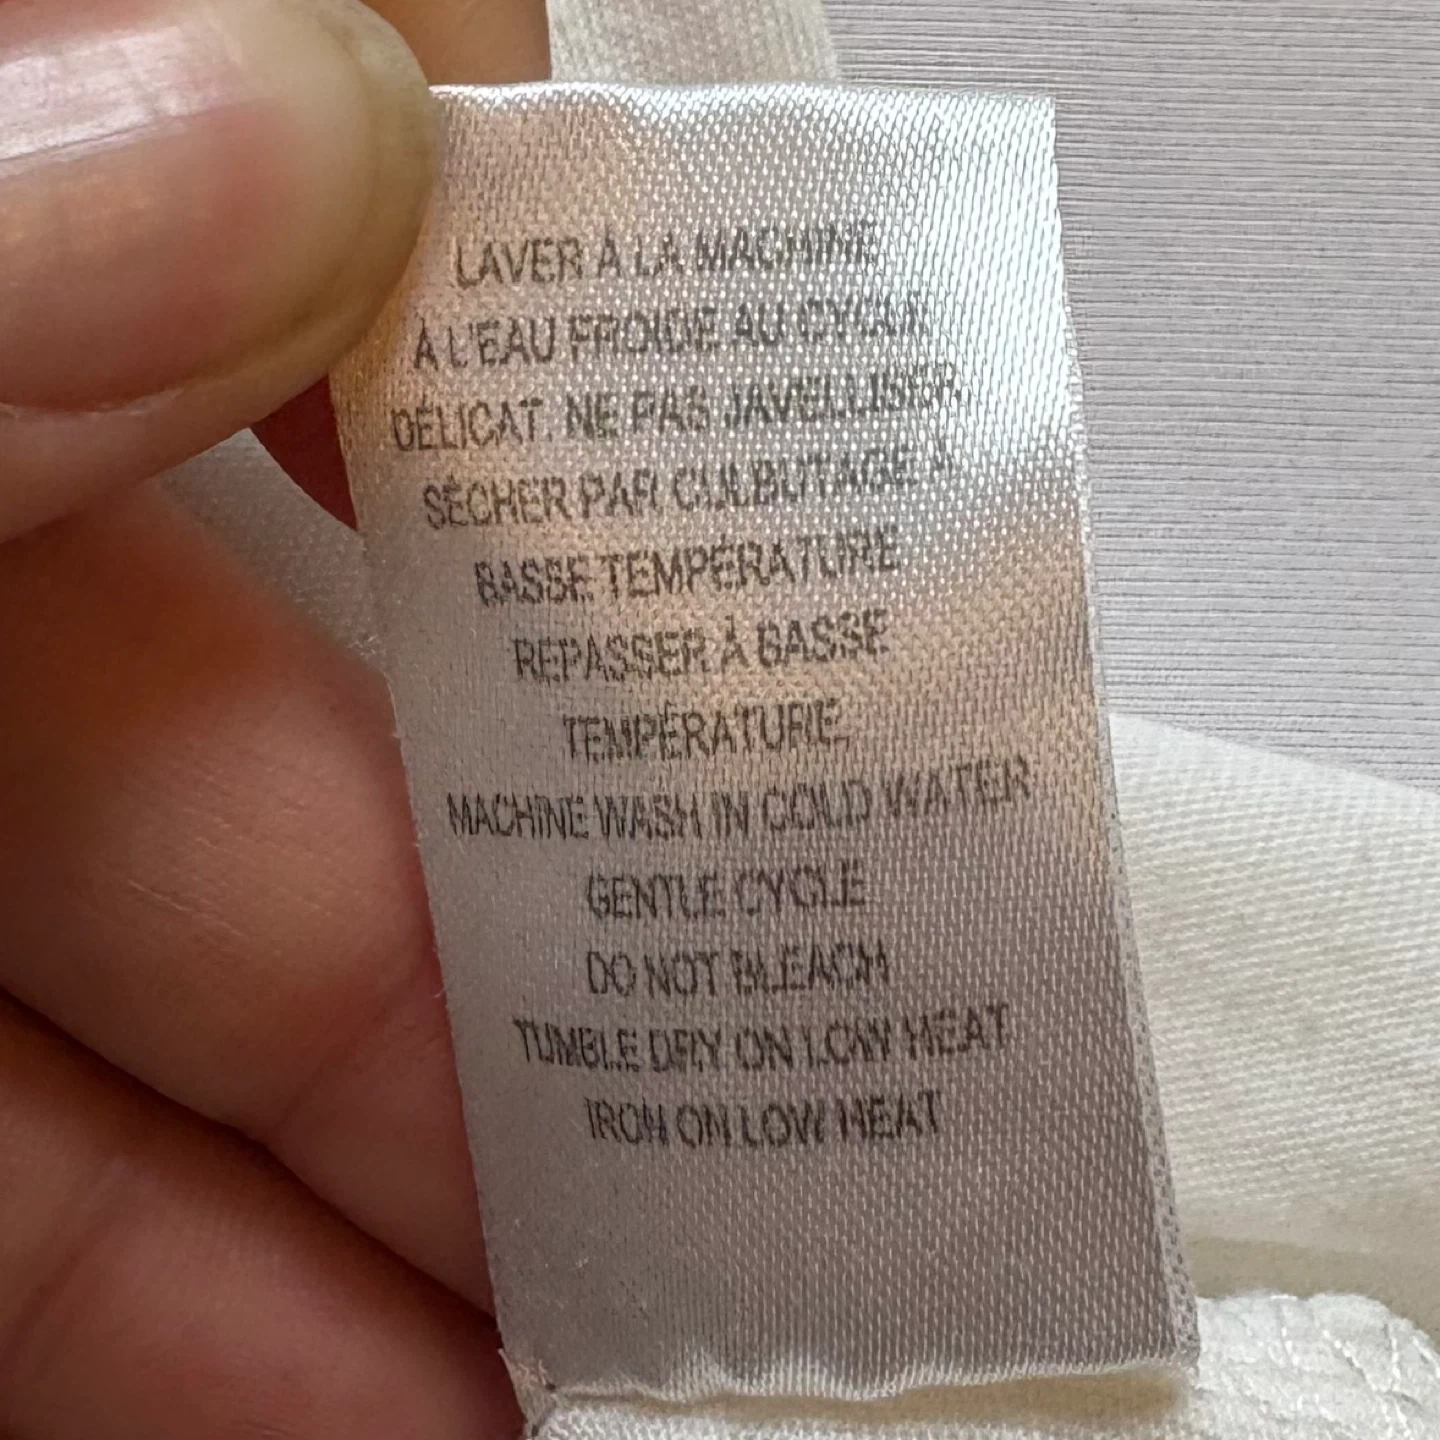 LAVER À LA MACHINE
À L'EAU FROIDE AU CYCLE
DÉLICAT. NE PAS JAVELLISER.
SÉCHER PAR CULBUTAGE À
BASSE TEMPÉRATURE
REPASSER À BASSE
TEMPÉRATURE.
MACHINE WASH IN COLD WATER
GENTLE CYCLE
DO NOT BLEACH
TUMBLE DRY ON LOW HEAT
IRON ON LOW HEAT